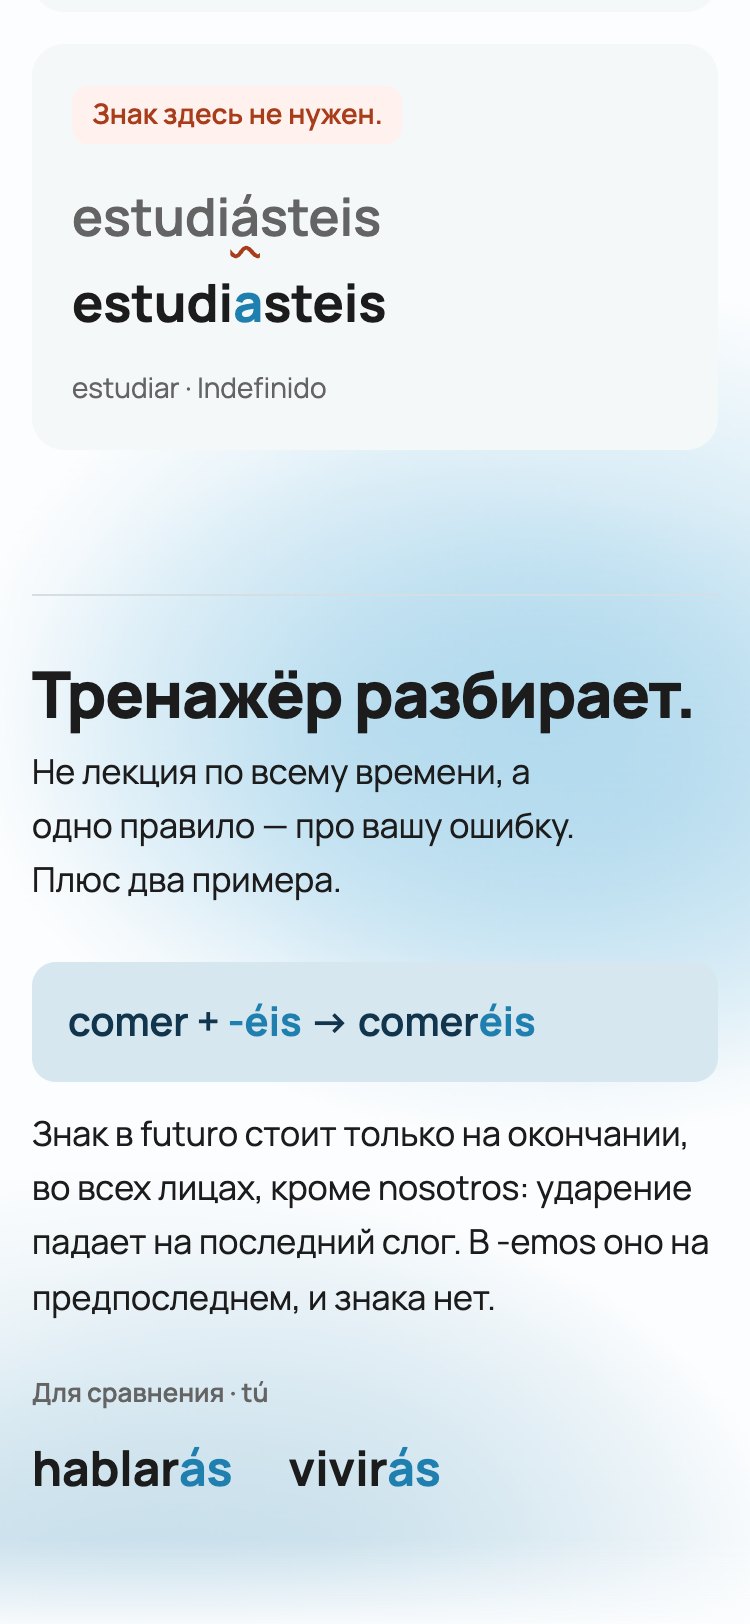 Знак здесь не нужен.
estudiásteis
estudiasteis
estudiar · Indefinido
Тренажёр разбирает.
Не лекция по всему времени, а
одно правило — про вашу ошибку.
Плюс два примера.
comer + -éis → comeréis
Знак в futuro стоит только на окончании,
во всех лицах, кроме nosotros: ударение
падает на последний слог. В -emos оно на
предпоследнем, и знака нет.
Для сравнения · tú
hablarás vivirás